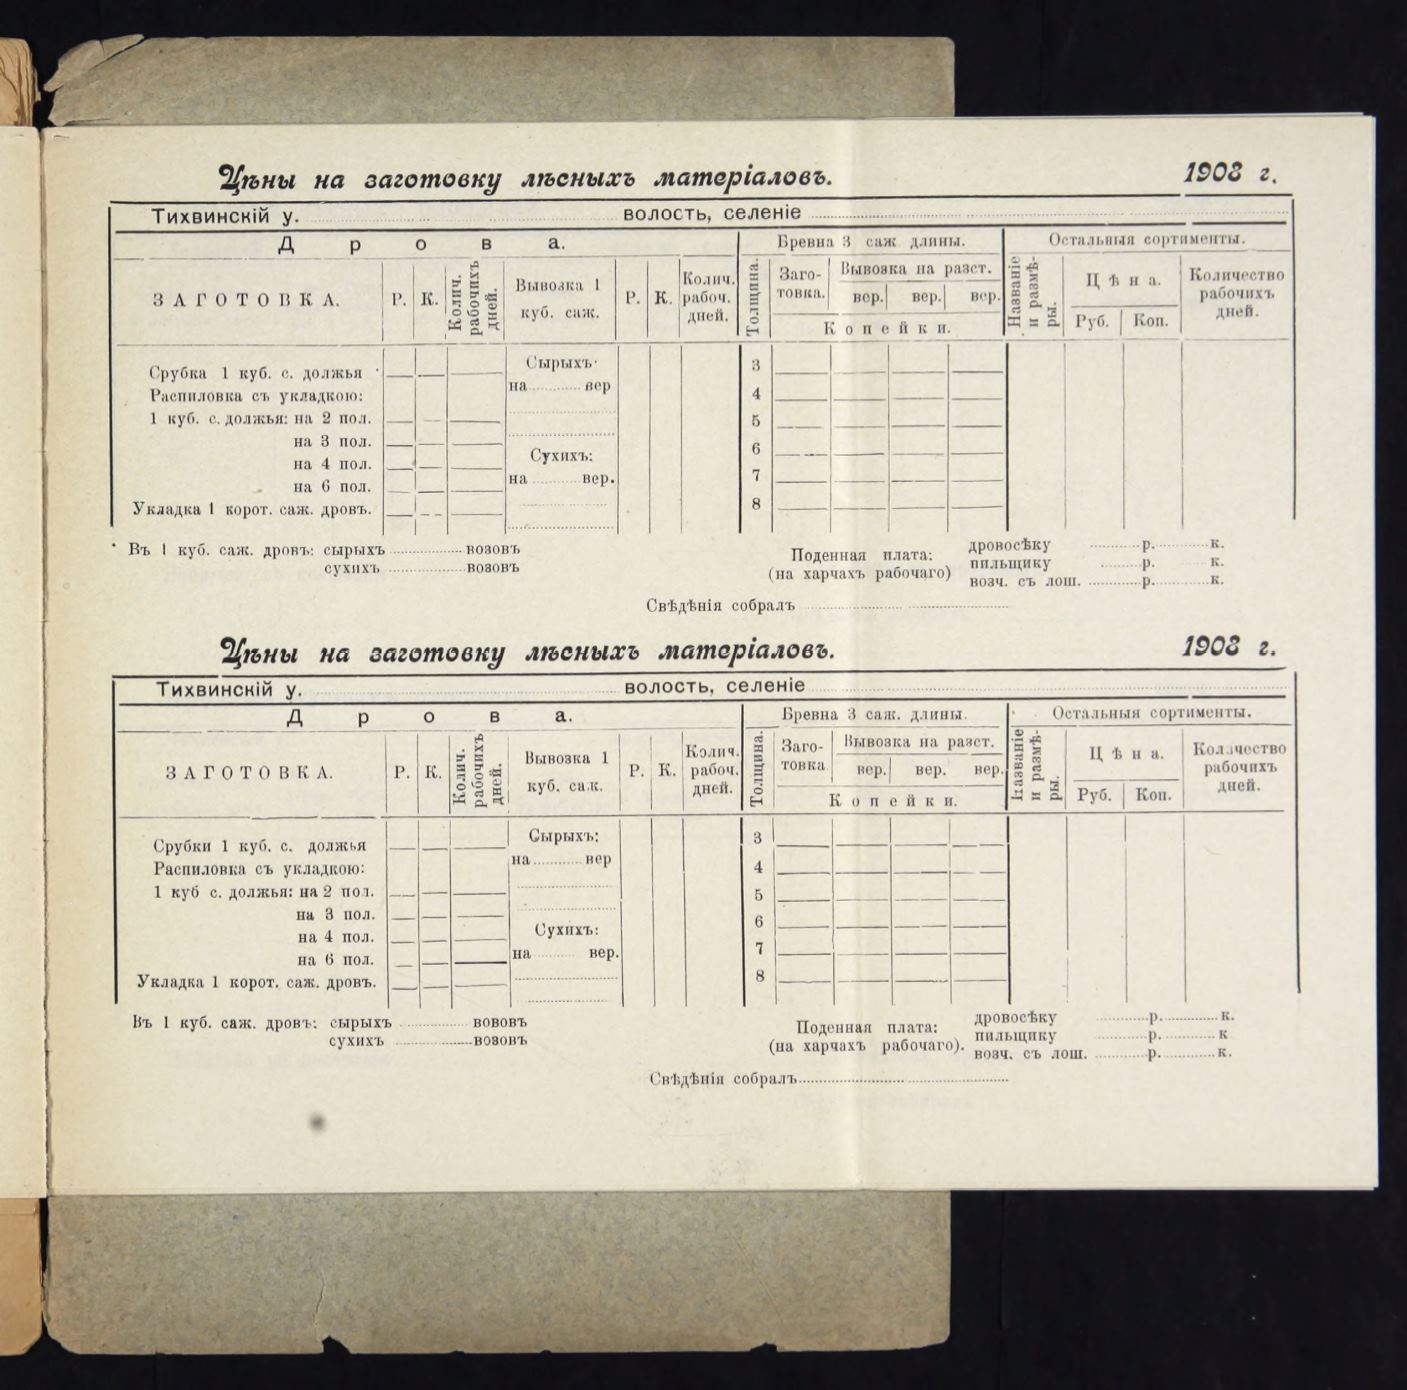 Цѣны на заготовку лѣсныхъ матеріаловъ. 1903 г.
Тихвинскій у. волость, селеніе
Дрова. Бревна 3 саж длины. Остальныя сортименты.
ЗАГОТОВКА. Р. К. Колич. рабочихъ дней. Вывозка 1 куб. саж. Р. К. Колич. рабоч. дней. Толщина. Заготовка. Вывозка на разст. вер. вер. вер. Копейки. Названіе и размѣры. Цѣна. Руб. Коп. Количество рабочихъ дней.
Срубка 1 куб. с. должья Сырыхъ: 3
Распиловка съ укладкою: на вер 4
1 куб. с. должья: на 2 пол. 5
на 3 пол. Сухихъ: 6
на 4 пол. на вер. 7
на 6 пол. 8
Укладка 1 корот. саж. дровъ.
Въ 1 куб. саж. дровъ: сырыхъ возовъ
сухихъ возовъ
Поденная плата:
(на харчахъ рабочаго)
дровосѣку р. к.
пильщику р. к.
возч. съ лош. р. к.
Свѣдѣнія собралъ
Цѣны на заготовку лѣсныхъ матеріаловъ. 1903 г.
Тихвинскій у. волость, селеніе
Дрова. Бревна 3 саж. длины. Остальныя сортименты.
ЗАГОТОВКА. Р. К. Колич. рабочихъ дней. Вывозка 1 куб. саж. Р. К. Колич. рабоч. дней. Толщина. Заготовка Вывозка на разст. вер. вер. вер. Копейки. Названіе и размѣры. Цѣна. Руб. Коп. Количество рабочихъ дней.
Срубки 1 куб. с. должья Сырыхъ: 3
Распиловка съ укладкою: на вер 4
1 куб с. должья: на 2 пол. 5
на 3 пол. Сухихъ: 6
на 4 пол. на вер. 7
на 6 пол. 8
Укладка 1 корот. саж. дровъ.
Въ 1 куб. саж. дровъ: сырыхъ вововъ
сухихъ возовъ
Поденная плата:
(на харчахъ рабочаго).
дровосѣку р. к.
пильщику р. к
возч. съ лош. р. к.
Свѣдѣнія собралъ